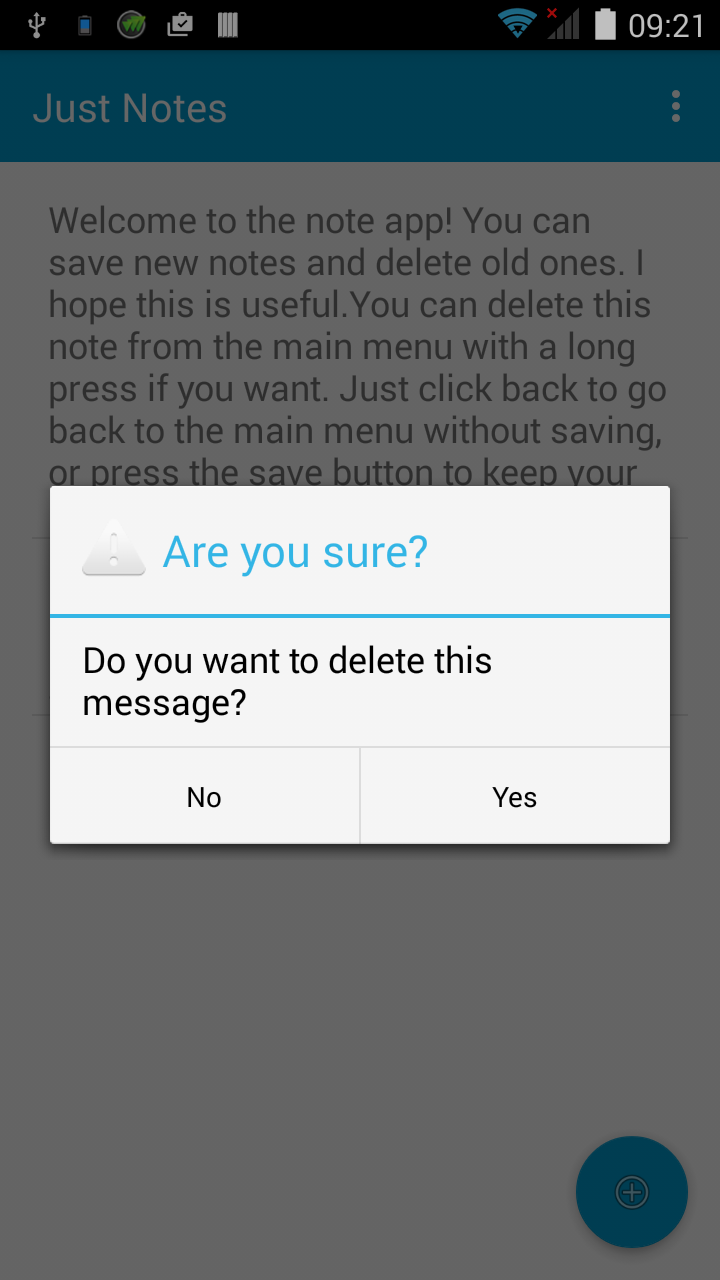 09:21
Just Notes
Welcome to the note app! You can
save new notes and delete old ones. I
hope this is useful.You can delete this
note from the main menu with a long
press if you want. Just click back to go
back to the main menu without saving,
or press the save button to keep your
Are you sure?
Do you want to delete this
message?
No
Yes